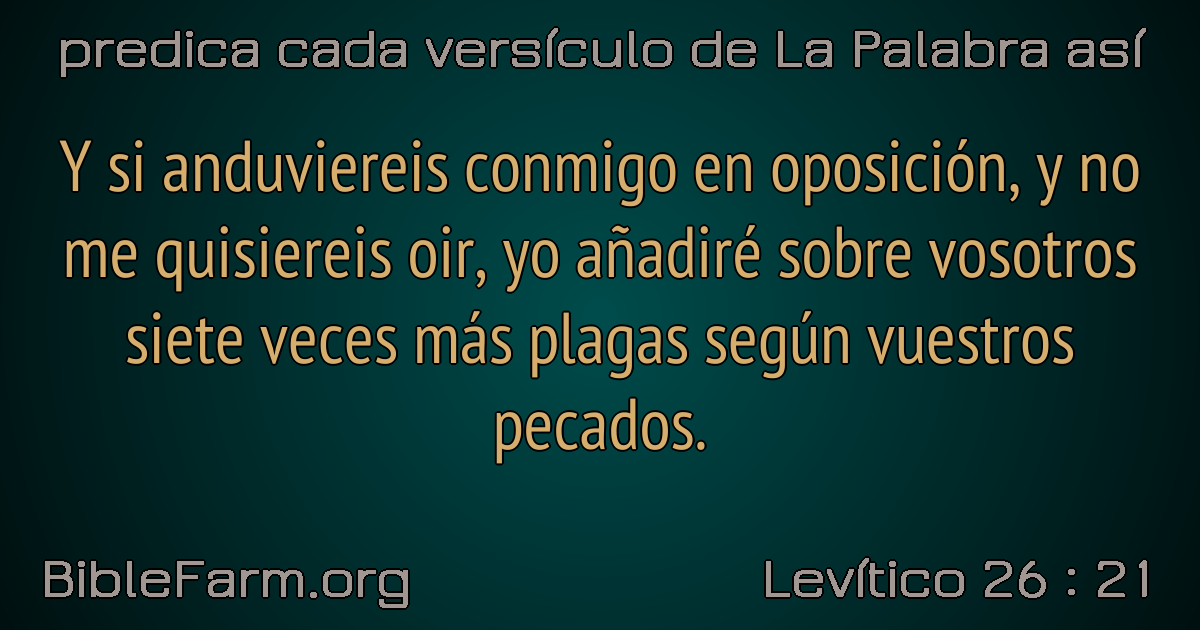 predica cada versículo de La Palabra así
Y si anduviereis conmigo en oposición, y no
me quisiereis oir, yo añadiré sobre vosotros
siete veces más plagas según vuestros
pecados.
BibleFarm.org
Levítico 26 : 21